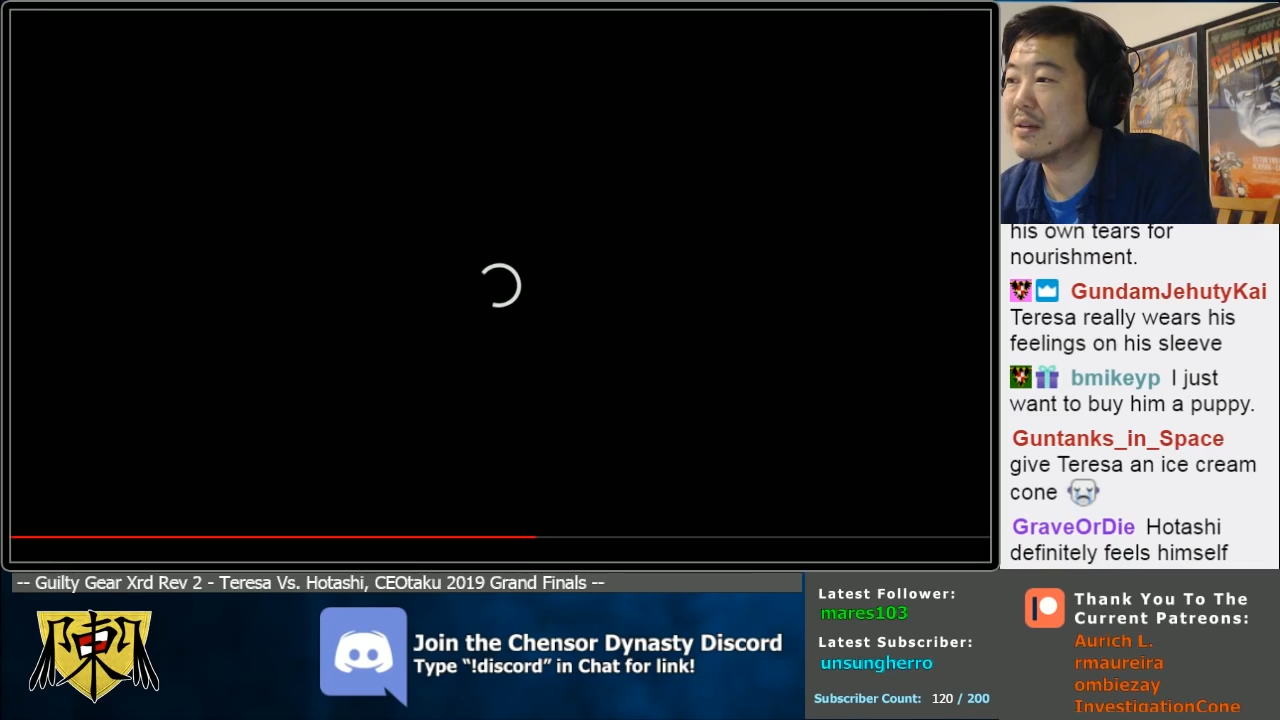 THE ORIGINAL HORROR OF
his own tears for
nourishment.
GundamJehutyKai
Teresa really wears his
feelings on his sleeve
bmikeyp I just
want to buy him a puppy.
Guntanks_in_Space
give Teresa an ice cream
cone
GraveOrDie Hotashi
definitely feels himself
-- Guilty Gear Xrd Rev 2 - Teresa Vs. Hotashi, CEOtaku 2019 Grand Finals --
Join the Chensor Dynasty Discord
Type "!discord" in Chat for link!
Latest Follower:
mares103
Latest Subscriber:
unsungherro
Subscriber Count: 120 / 200
Thank You To The
Current Patreons:
Aurich L.
rmaureira
ombiezay
InvestigationCone